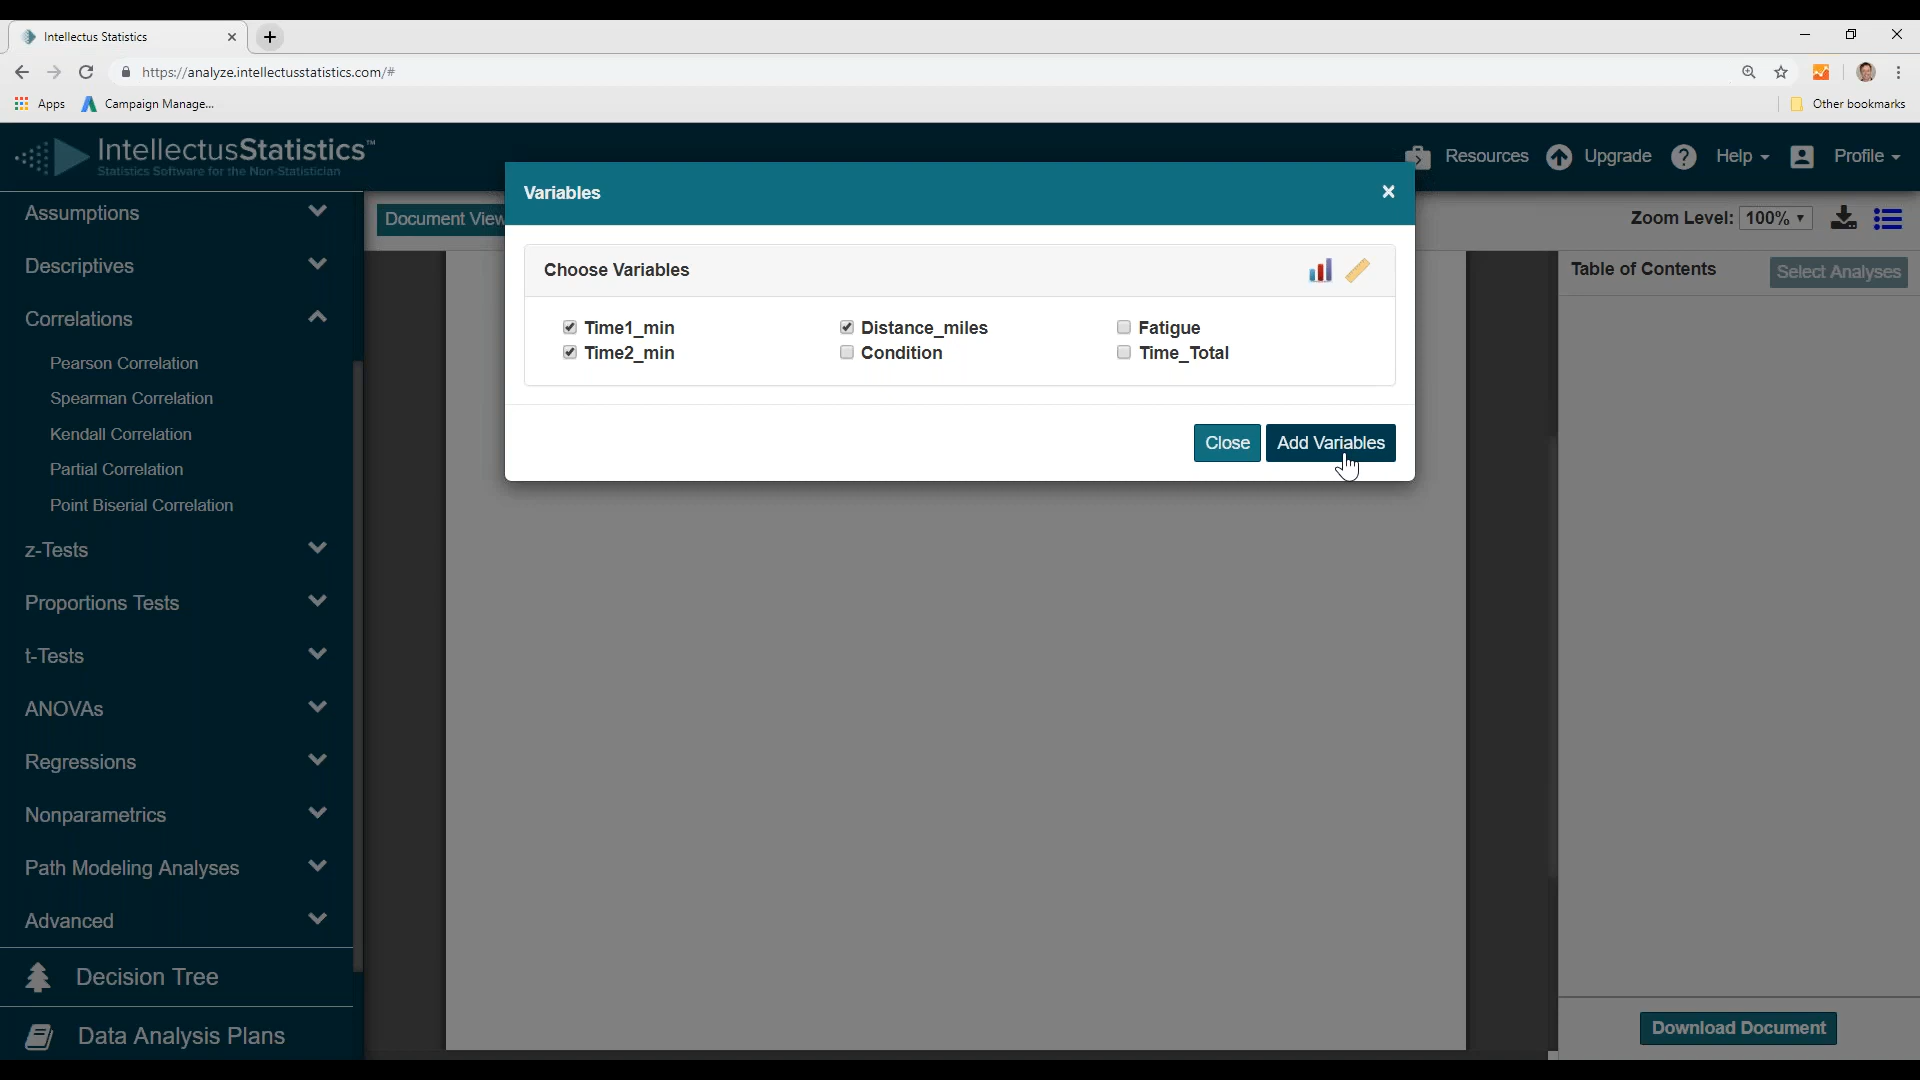 Intellectus Statistics
https://analyze.intellectusstatistics.com/#
Apps Campaign Manage... Other bookmarks
IntellectusStatistics™
Statistics Software for the Non-Statistician
Resources Upgrade Help Profile
Assumptions
Descriptives
Correlations
Pearson Correlation
Spearman Correlation
Kendall Correlation
Partial Correlation
Point Biserial Correlation
z-Tests
Proportions Tests
t-Tests
ANOVAs
Regressions
Nonparametrics
Path Modeling Analyses
Advanced
Decision Tree
Data Analysis Plans
Document View
Zoom Level: 100%
Variables
Choose Variables
Time1_min Distance_miles Fatigue
Time2_min Condition Time_Total
Close Add Variables
Table of Contents Select Analyses
Download Document